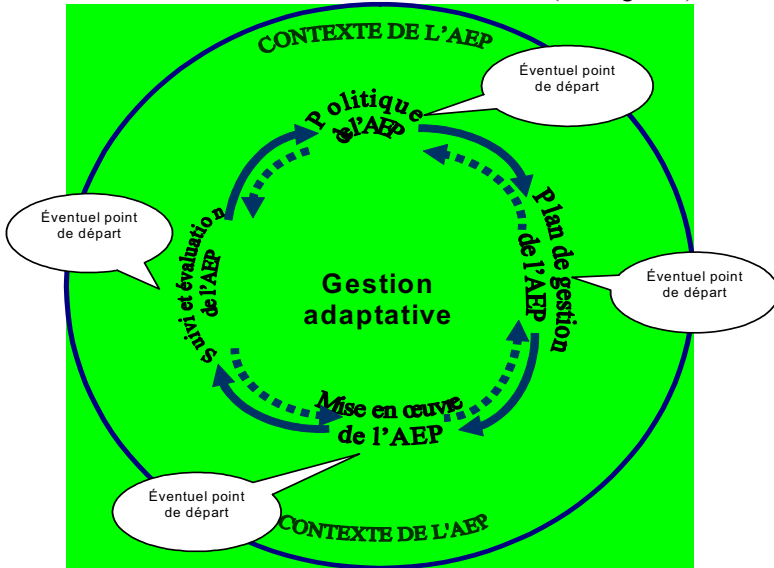 CONTEXTE DE L'AEP
Éventuel point
de départ
Politique
de l'AEP
Éventuel point
de départ
Suivi et évaluation
de l'AEP
Plan de gestion
de l'AEP
Éventuel point
de départ
Gestion
adaptative
Mise en œuvre
de l'AEP
Éventuel point
de départ
CONTEXTE DE L'AEP